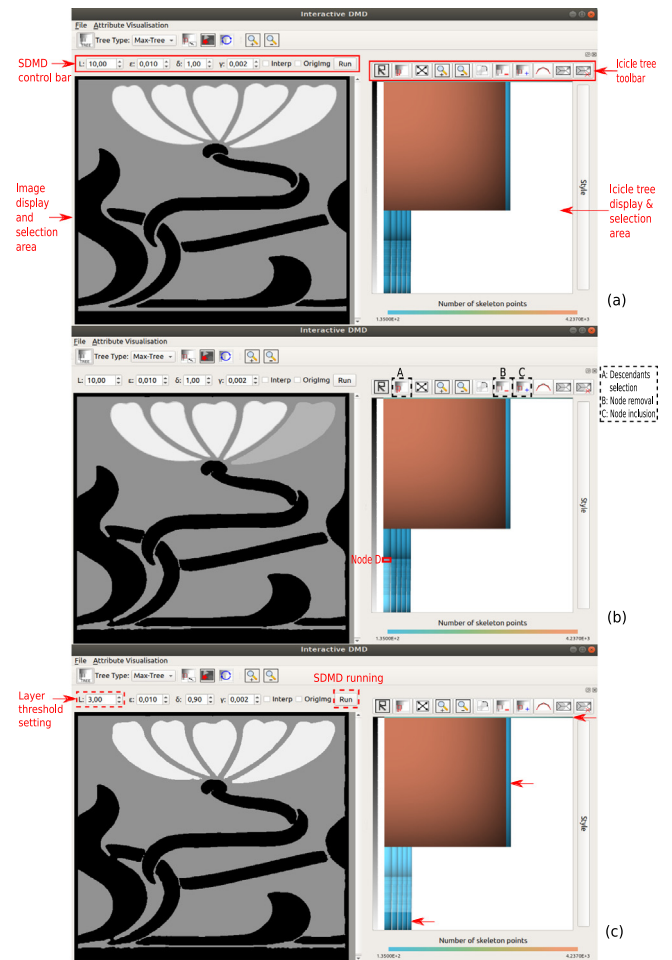 Interactive DMD
File Attribute Visualisation
TREE Tree Type: Max-Tree
SDMD
control bar
L: 10,00 ε: 0,010 δ: 1,00 γ: 0,002 Interp OrigImg Run
R
Icicle tree
toolbar
Image
display
and
selection
area
Style
Icicle tree
display &
selection
area
Number of skeleton points
1.3500E+2 4.2370E+3
(a)
Interactive DMD
File Attribute Visualisation
TREE Tree Type: Max-Tree
A B C
L: 10,00 ε: 0,010 δ: 1,00 γ: 0,002 Interp OrigImg Run
R
A: Descendants
selection
B: Node removal
C: Node inclusion
Style
Node D
Number of skeleton points
1.3500E+2 4.2370E+3
(b)
Interactive DMD
File Attribute Visualisation
TREE Tree Type: Max-Tree
SDMD running
Layer
threshold
setting
L: 3,00 ε: 0,010 δ: 0,90 γ: 0,002 Interp OrigImg Run
R
Style
Number of skeleton points
1.3500E+2 4.2370E+3
(c)